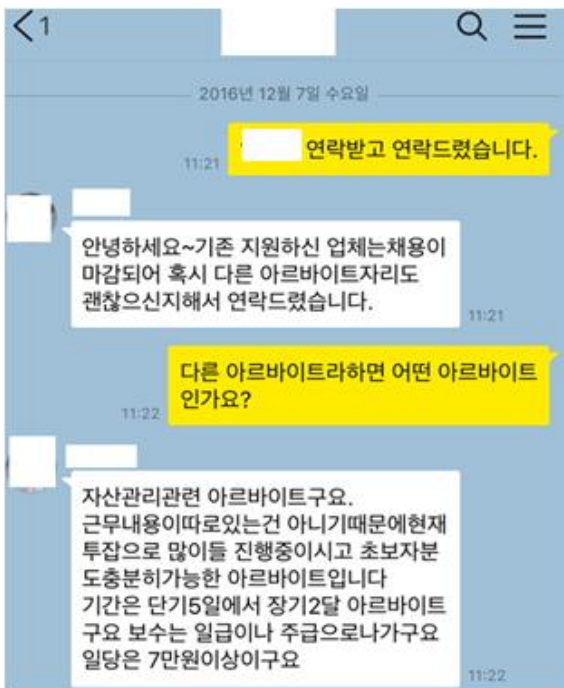 1
2016년 12월 7일 수요일
연락받고 연락드렸습니다.
11:21
안녕하세요~기존 지원하신 업체는채용이
마감되어 혹시 다른 아르바이트자리도
괜찮으신지해서 연락드렸습니다.
11:21
다른 아르바이트라하면 어떤 아르바이트
인가요?
11:22
자산관리관련 아르바이트구요.
근무내용이따로있는건 아니기때문에현재
투잡으로 많이들 진행중이시고 초보자분
도충분히가능한 아르바이트입니다
기간은 단기5일에서 장기2달 아르바이트
구요 보수는 일급이나 주급으로나가구요
일당은 7만원이상이구요
11:22